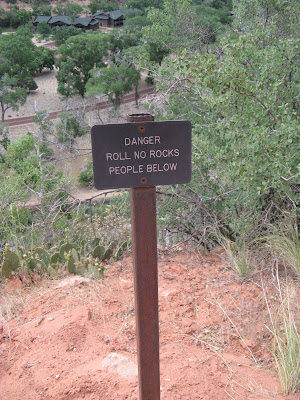 DANGER
ROLL NO ROCKS
PEOPLE BELOW